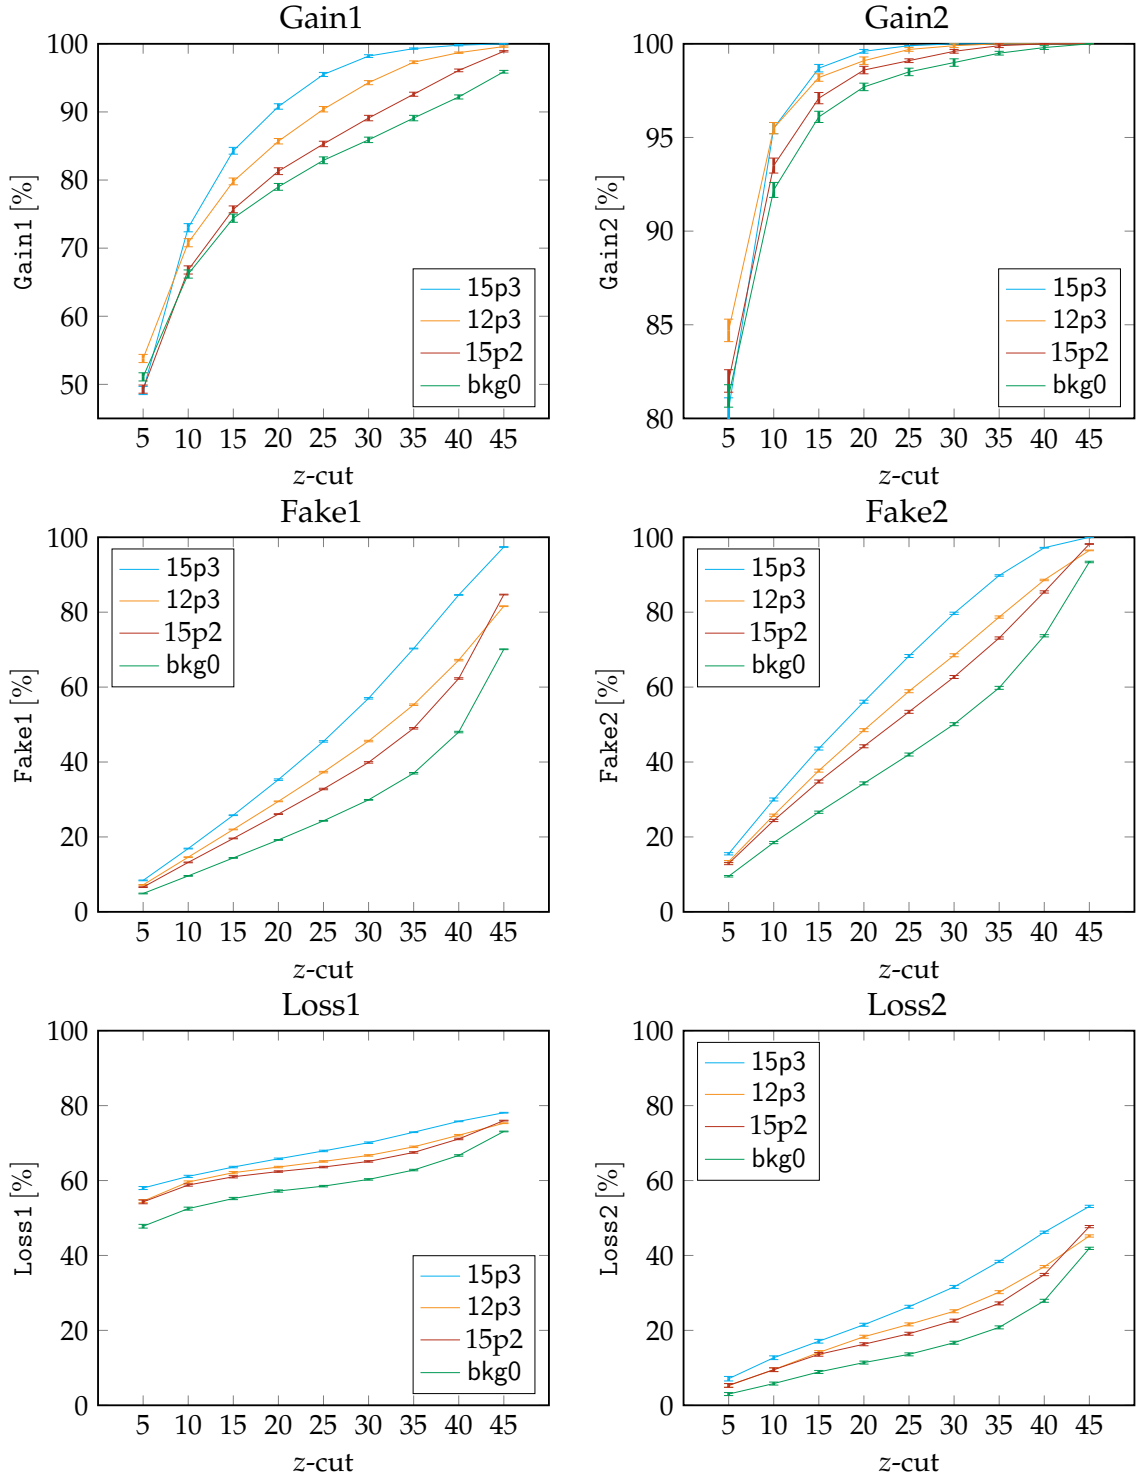 Gain1
100
90
80
70
60
50
Gain1 [%]
15p3
12p3
15p2
bkg0
5 10 15 20 25 30 35 40 45
z-cut
Gain2
100
95
90
85
80
Gain2 [%]
15p3
12p3
15p2
bkg0
5 10 15 20 25 30 35 40 45
z-cut
Fake1
100
80
60
40
20
0
Fake1 [%]
15p3
12p3
15p2
bkg0
5 10 15 20 25 30 35 40 45
z-cut
Fake2
100
80
60
40
20
0
Fake2 [%]
15p3
12p3
15p2
bkg0
5 10 15 20 25 30 35 40 45
z-cut
Loss1
100
80
60
40
20
0
Loss1 [%]
15p3
12p3
15p2
bkg0
5 10 15 20 25 30 35 40 45
z-cut
Loss2
100
80
60
40
20
0
Loss2 [%]
15p3
12p3
15p2
bkg0
5 10 15 20 25 30 35 40 45
z-cut